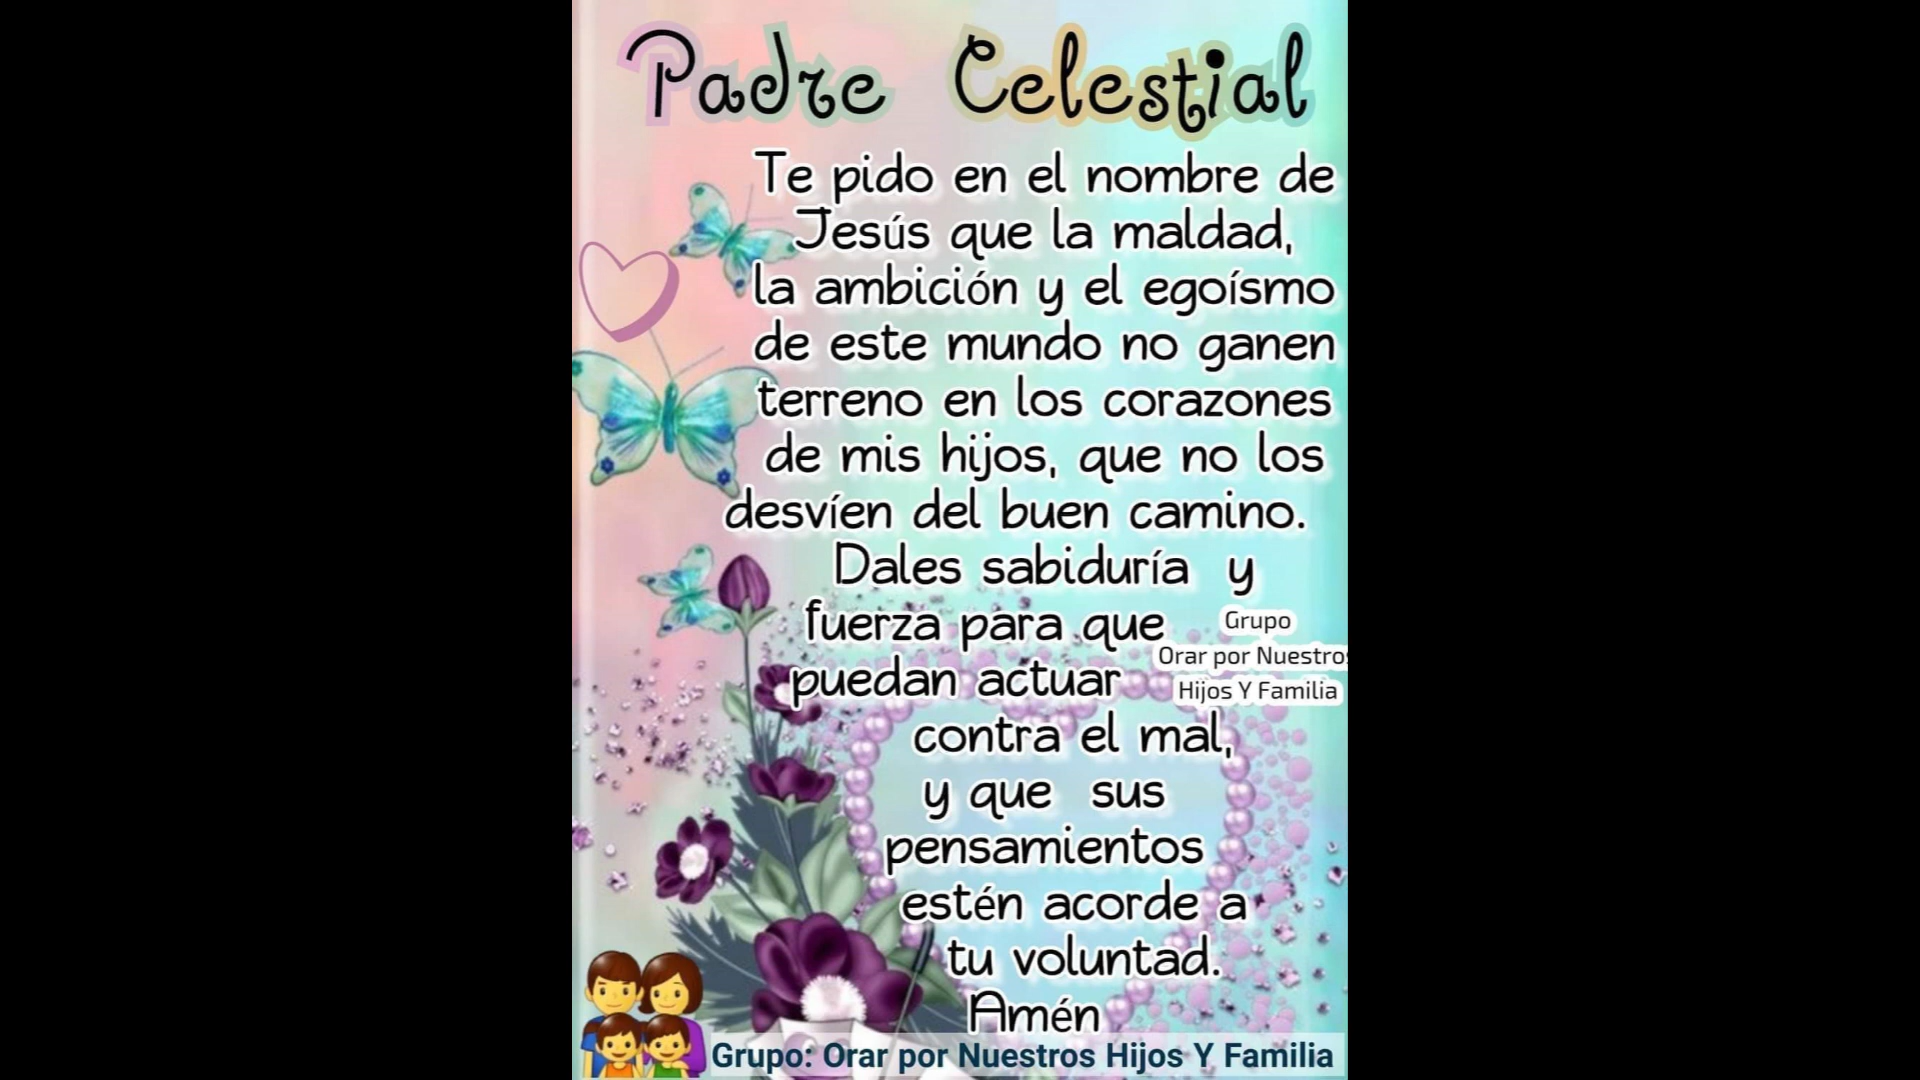 Padre Celestial
Te pido en el nombre de
Jesús que la maldad,
la ambición y el egoísmo
de este mundo no ganen
terreno en los corazones
de mis hijos, que no los
desvíen del buen camino.
Dales sabiduría y
fuerza para que
puedan actuar
contra el mal,
y que sus
pensamientos
estén acorde a
tu voluntad.
Amén
Grupo
Orar por Nuestros
Hijos Y Familia
Grupo: Orar por Nuestros Hijos Y Familia